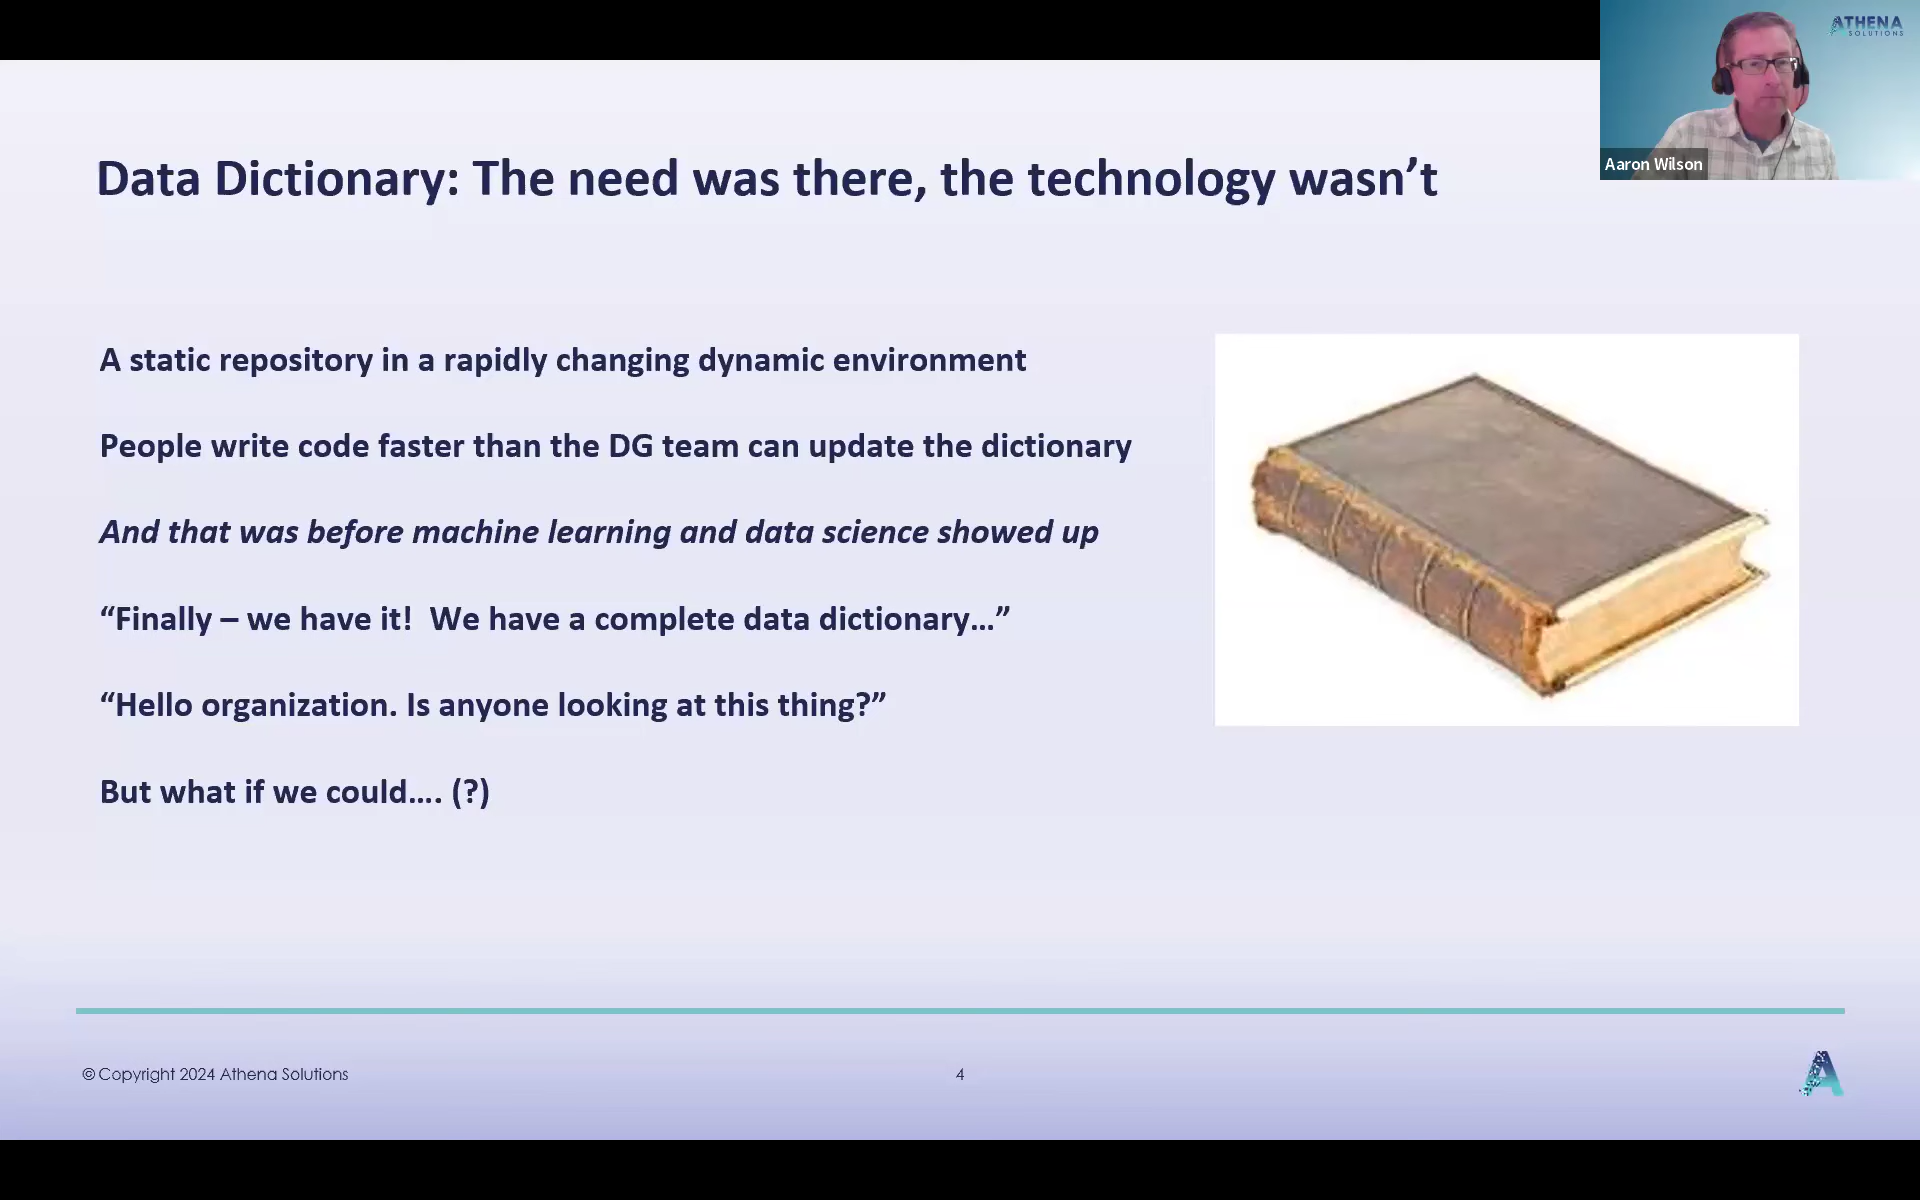 ATHENA
SOLUTIONS
Aaron Wilson
Data Dictionary: The need was there, the technology wasn’t
A static repository in a rapidly changing dynamic environment
People write code faster than the DG team can update the dictionary
And that was before machine learning and data science showed up
“Finally – we have it!  We have a complete data dictionary…”
“Hello organization. Is anyone looking at this thing?”
But what if we could…. (?)
© Copyright 2024 Athena Solutions
4